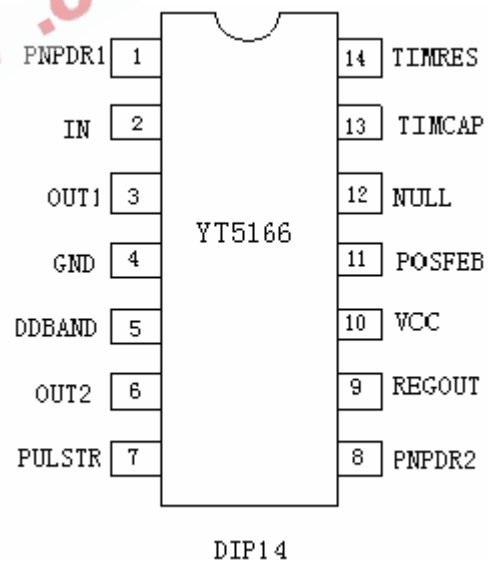 PNPDR1 1 14 TIMRES
IN 2 13 TIMCAP
OUT1 3 12 NULL
YT5166
GND 4 11 POSFEB
DDBAND 5 10 VCC
OUT2 6 9 REGOUT
PULSTR 7 8 PNPDR2
DIP14